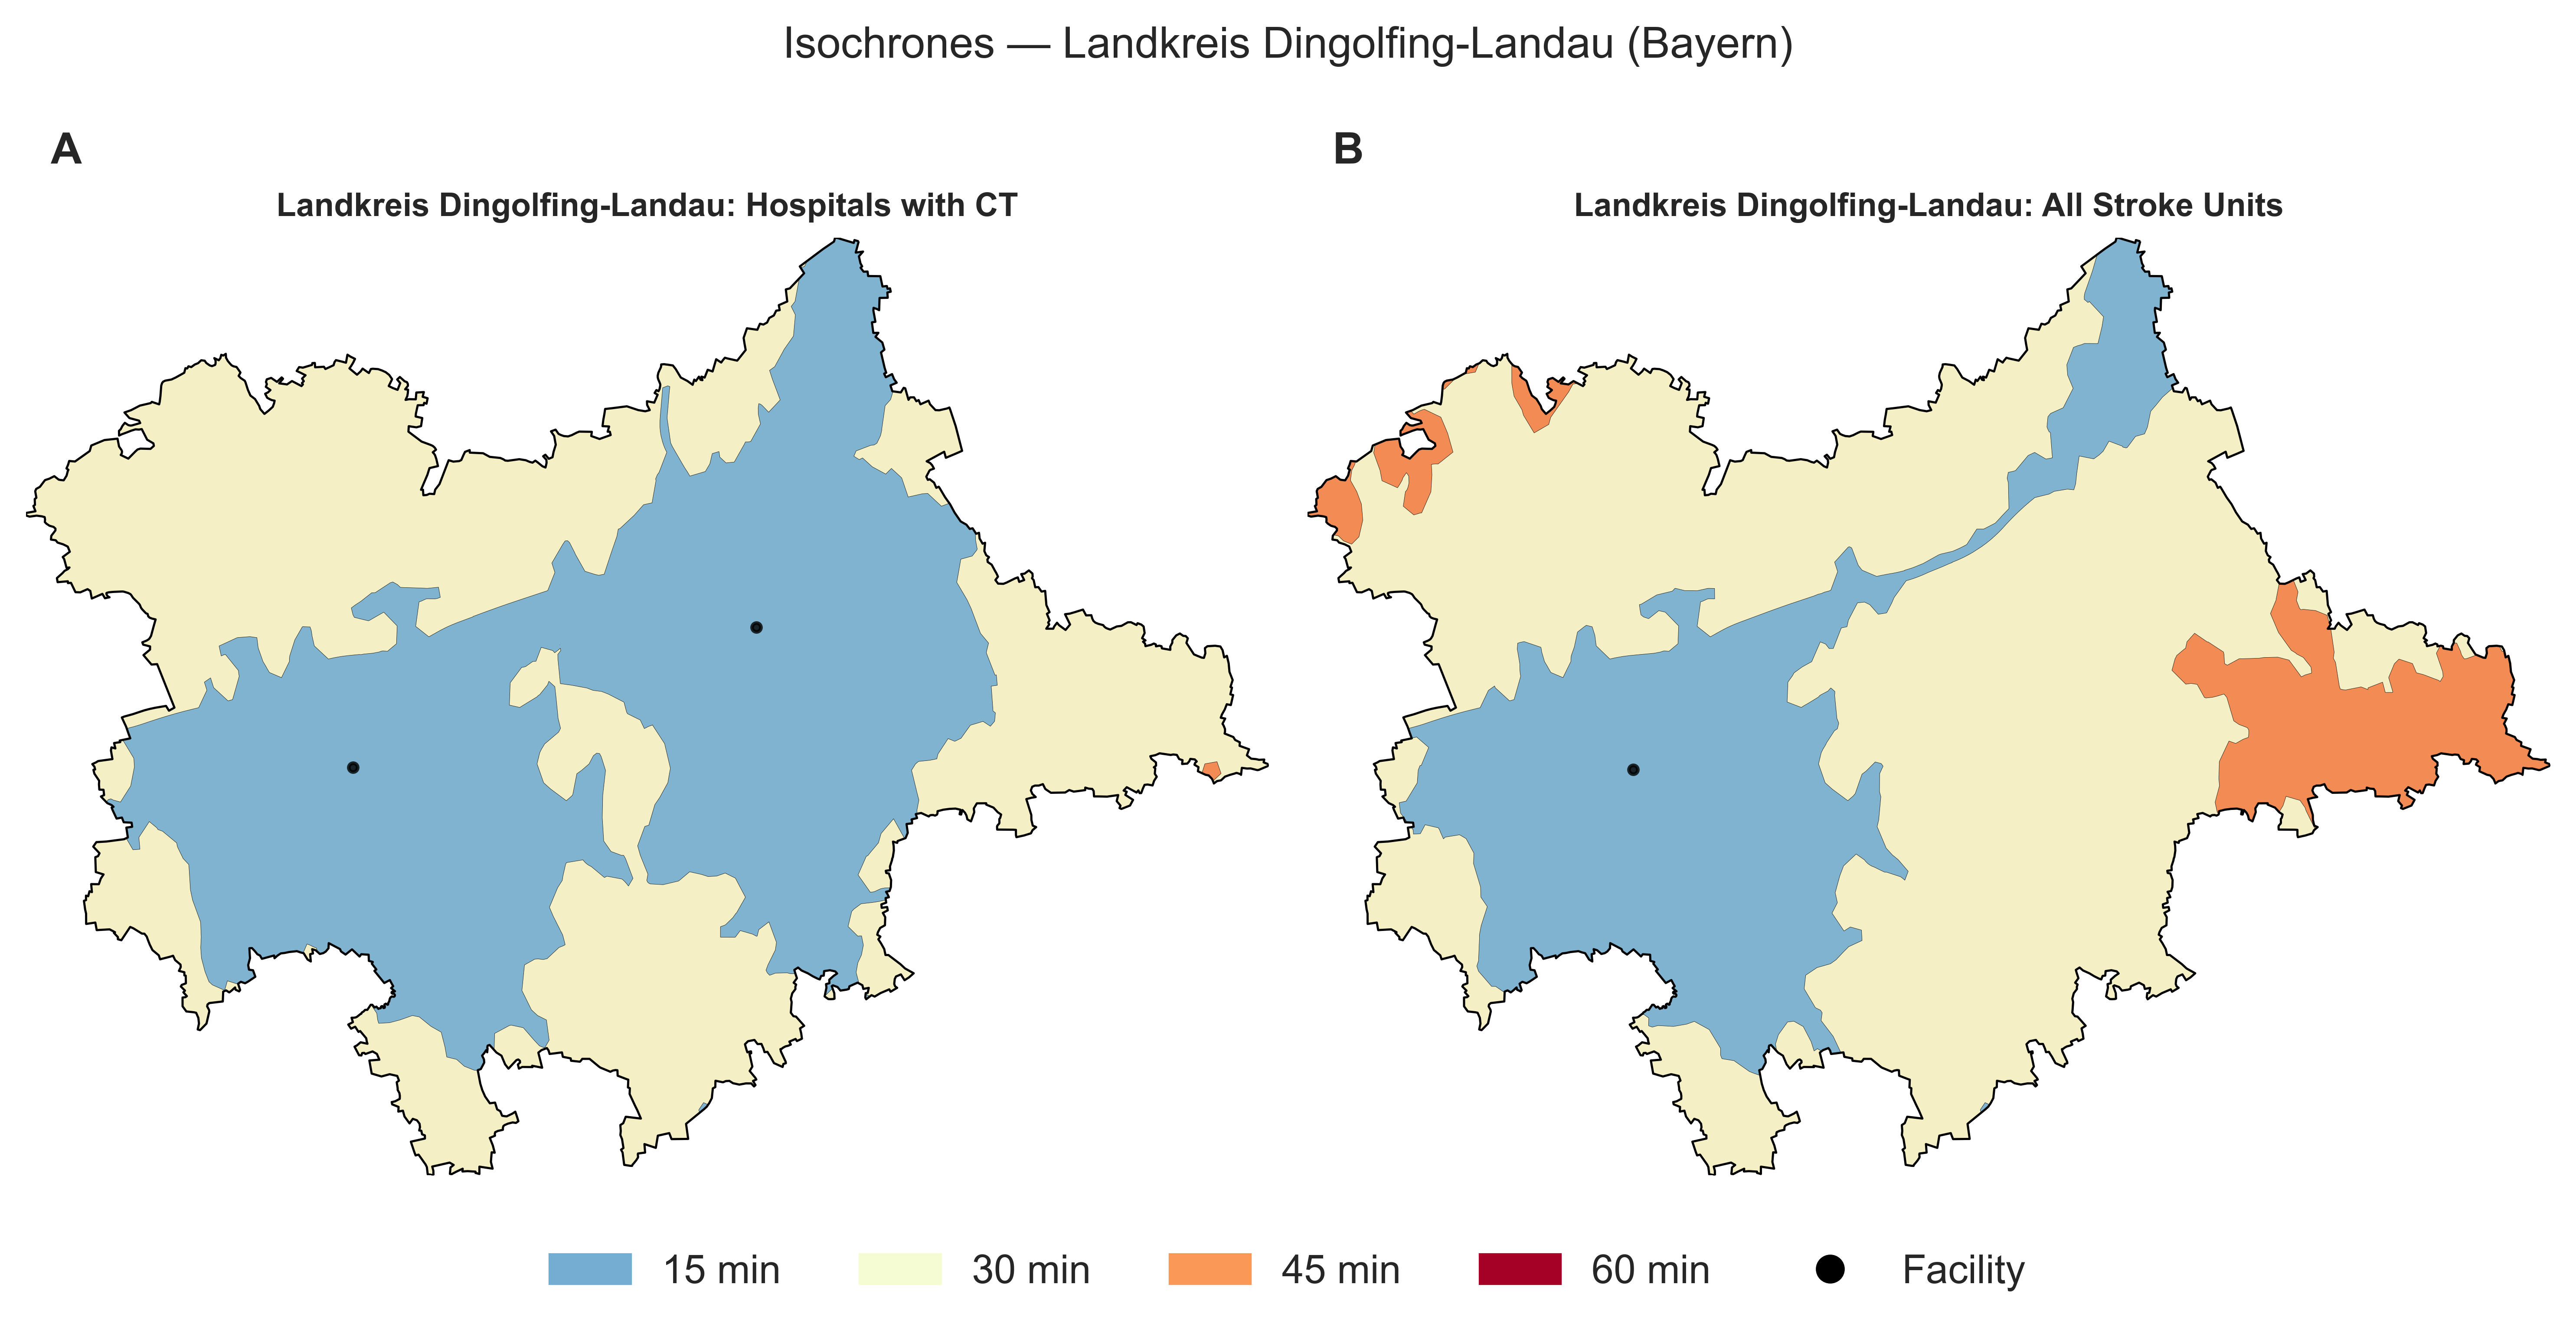 Isochrones — Landkreis Dingolfing-Landau (Bayern)
A
B
Landkreis Dingolfing-Landau: Hospitals with CT
Landkreis Dingolfing-Landau: All Stroke Units
15 min
30 min
45 min
60 min
Facility